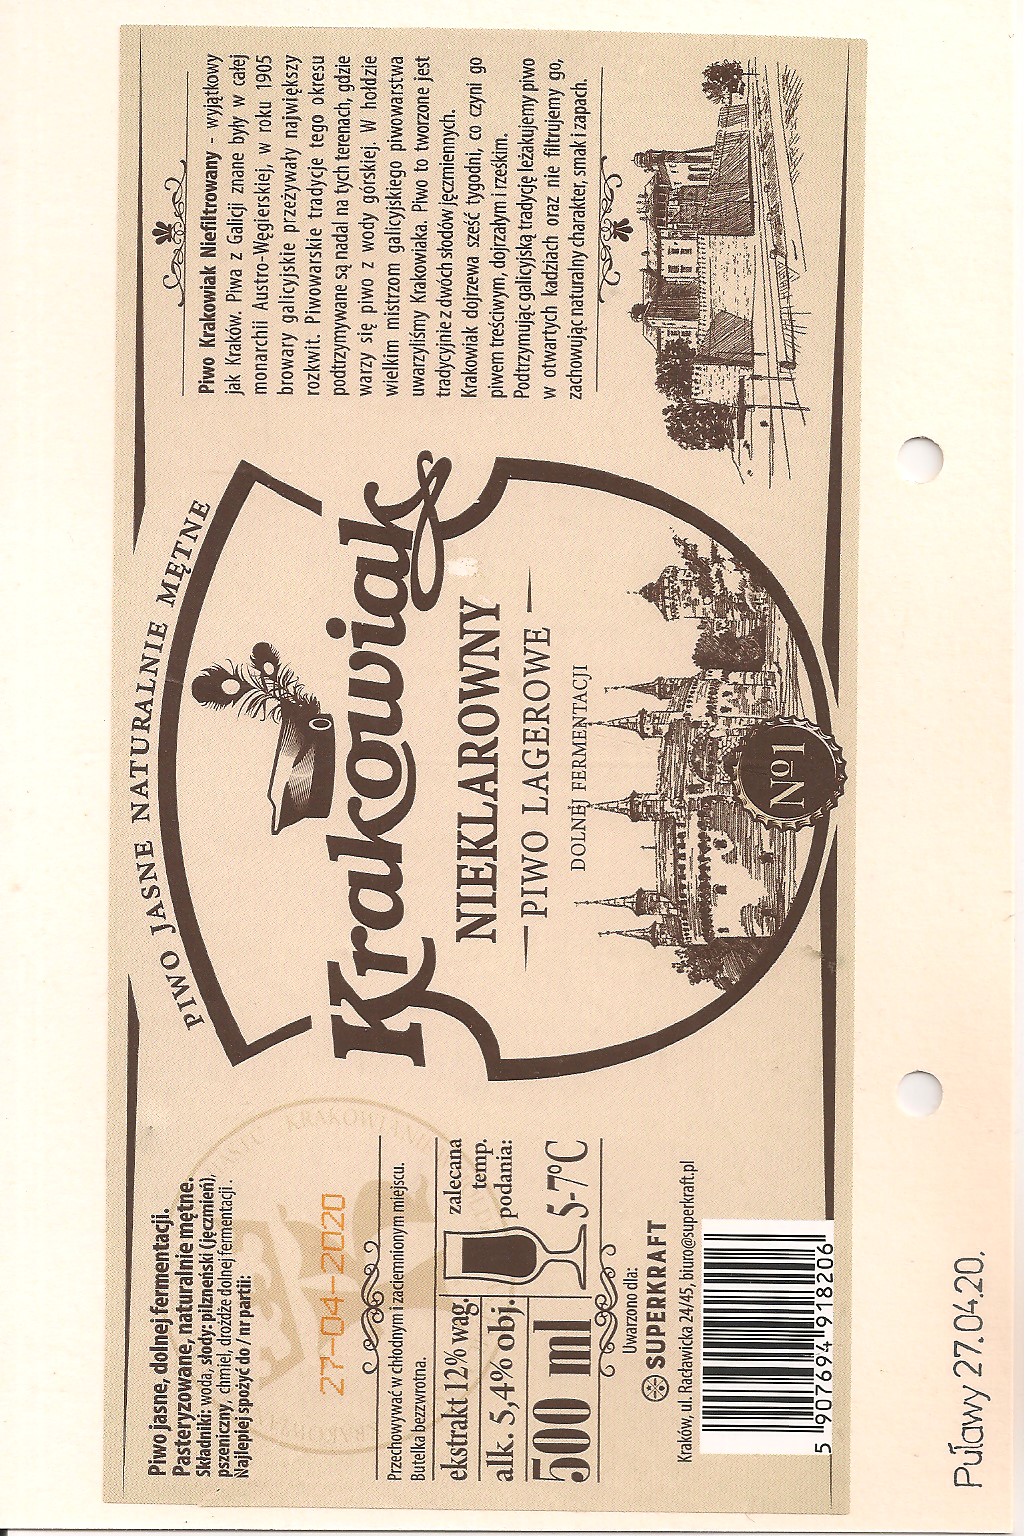 Piwo jasne, dolnej fermentacji.
Pasteryzowane, naturalnie mętne.
Składniki: woda, słody: pilzneński (jęczmień),
pszeniczny, chmiel, drożdże dolnej fermentacji.
Najlepiej spożyć do / nr partii:
27-04-2020
Przechowywać w chłodnym i zaciemnionym miejscu.
Butelka bezzwrotna.
ekstrakt 12% wag.
alk. 5,4% obj.
500 ml
zalecana
temp.
podania:
5-7°C
Uwarzono dla:
SUPERKRAFT
Kraków, ul. Racławicka 24/45, biuro@superkraft.pl
5 907694 918206
PIWO JASNE NATURALNIE MĘTNE
Krakowiak
NIEKLAROWNY
PIWO LAGEROWE
DOLNEJ FERMENTACJI
Nº1
Piwo Krakowiak Niefiltrowany - wyjątkowy
jak Kraków. Piwa z Galicji znane były w całej
monarchii Austro-Węgierskiej, w roku 1905
browary galicyjskie przeżywały największy
rozkwit. Piwowarskie tradycje tego okresu
podtrzymywane są nadal na tych terenach, gdzie
warzy się piwo z wody górskiej. W hołdzie
wielkim mistrzom galicyjskiego piwowarstwa
uwarzyliśmy Krakowiaka. Piwo to tworzone jest
tradycyjnie z dwóch słodów jęczmiennych.
Krakowiak dojrzewa sześć tygodni, co czyni go
piwem treściwym, dojrzałym i rześkim.
Podtrzymując galicyjską tradycję leżakujemy piwo
w otwartych kadziach oraz nie filtrujemy go,
zachowując naturalny charakter, smak i zapach.
Puławy 27.04.20.